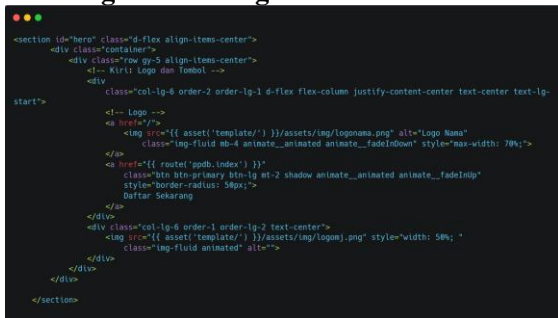 <section id="hero" class="d-flex align-items-center">
<div class="container">
<div class="row gy-5 align-items-center">
<!-- Kiri: Logo dan Tombol -->
<div
class="col-lg-6 order-2 order-lg-1 d-flex flex-column justify-content-center text-center text-lg-
start">
<!-- Logo -->
<a href="/">
<img src="{{ asset('template/') }}/assets/img/logonama.png" alt="Logo Nama"
class="img-fluid mb-4 animate__animated animate__fadeInDown" style="max-width: 70%;">
</a>
<a href="{{ route('ppdb.index') }}"
class="btn btn-primary btn-lg mt-2 shadow animate__animated animate__fadeInUp"
style="border-radius: 50px;">
Daftar Sekarang
</a>
</div>
<div class="col-lg-6 order-1 order-lg-2 text-center">
<img src="{{ asset('template/') }}/assets/img/logomj.png" style="width: 50%; "
class="img-fluid animated" alt="">
</div>
</div>
</div>
</section>